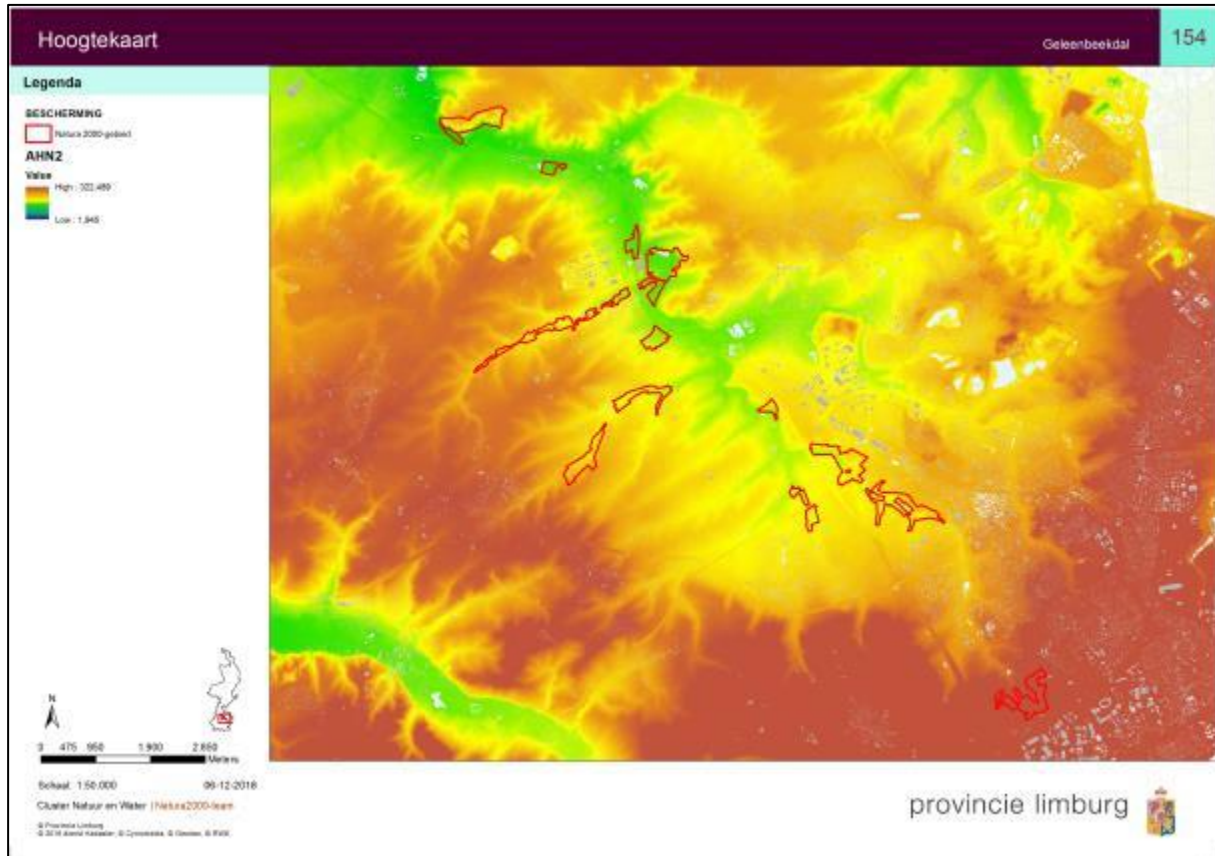 Hoogtekaart
Geleenbeekdal
154
Legenda
BESCHERMING
Natura 2000-gebied
AHN2
Value
High : 322,489
Low : 1,945
N
0 475 950 1.900 2.850
Meters
Schaal: 1:50.000 06-12-2018
Cluster Natuur en Water | Natura2000-team
© Provincie Limburg
provincie limburg